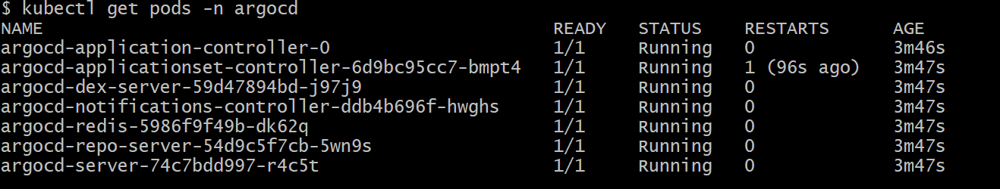 $ kubectl get pods -n argocd
NAME READY STATUS RESTARTS AGE
argocd-application-controller-0 1/1 Running 0 3m46s
argocd-applicationset-controller-6d9bc95cc7-bmpt4 1/1 Running 1 (96s ago) 3m47s
argocd-dex-server-59d47894bd-j97j9 1/1 Running 0 3m47s
argocd-notifications-controller-ddb4b696f-hwghs 1/1 Running 0 3m47s
argocd-redis-5986f9f49b-dk62q 1/1 Running 0 3m47s
argocd-repo-server-54d9c5f7cb-5wn9s 1/1 Running 0 3m47s
argocd-server-74c7bdd997-r4c5t 1/1 Running 0 3m47s